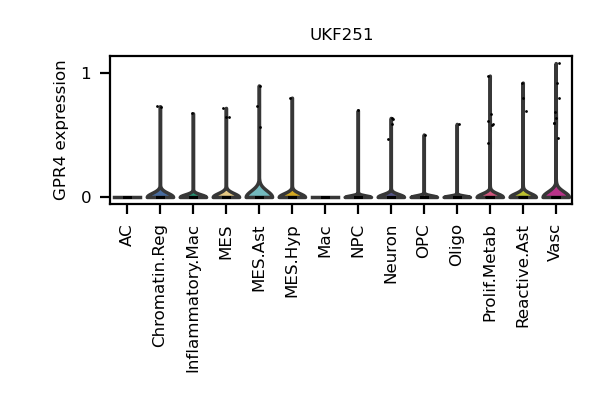 UKF251
GPR4 expression
1
0
AC
Chromatin.Reg
Inflammatory.Mac
MES
MES.Ast
MES.Hyp
Mac
NPC
Neuron
OPC
Oligo
Prolif.Metab
Reactive.Ast
Vasc